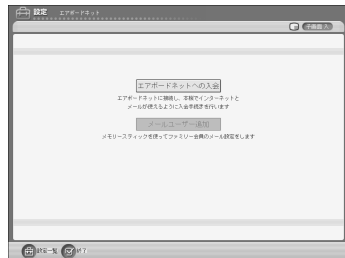 設定 エアボードネット
子画面入
エアボードネットへの入会
エアボードネットに接続し、本機でインターネットと
メールが使えるように入会手続きを行います
メールユーザー追加
メモリースティックを使ってファミリー会員のメール設定をします
設定一覧 終了